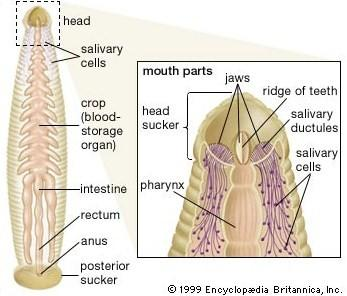 head
salivary
cells
crop
(blood-
storage
organ)
intestine
rectum
anus
posterior
sucker
mouth parts
jaws
ridge of teeth
head
sucker
salivary
ductules
salivary
cells
pharynx
© 1999 Encyclopædia Britannica, Inc.